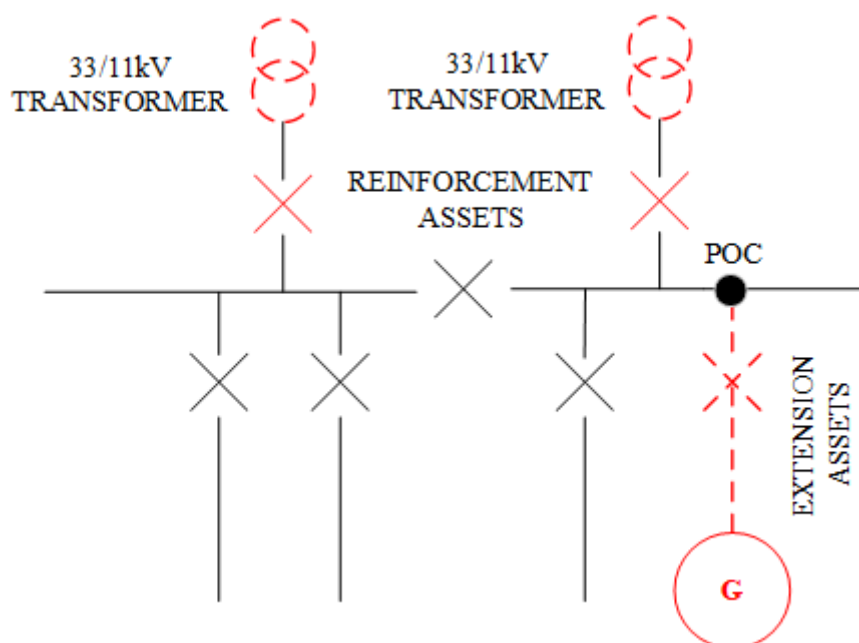 33/11kV
TRANSFORMER
33/11kV
TRANSFORMER
REINFORCEMENT
ASSETS
POC
EXTENSION
ASSETS
G